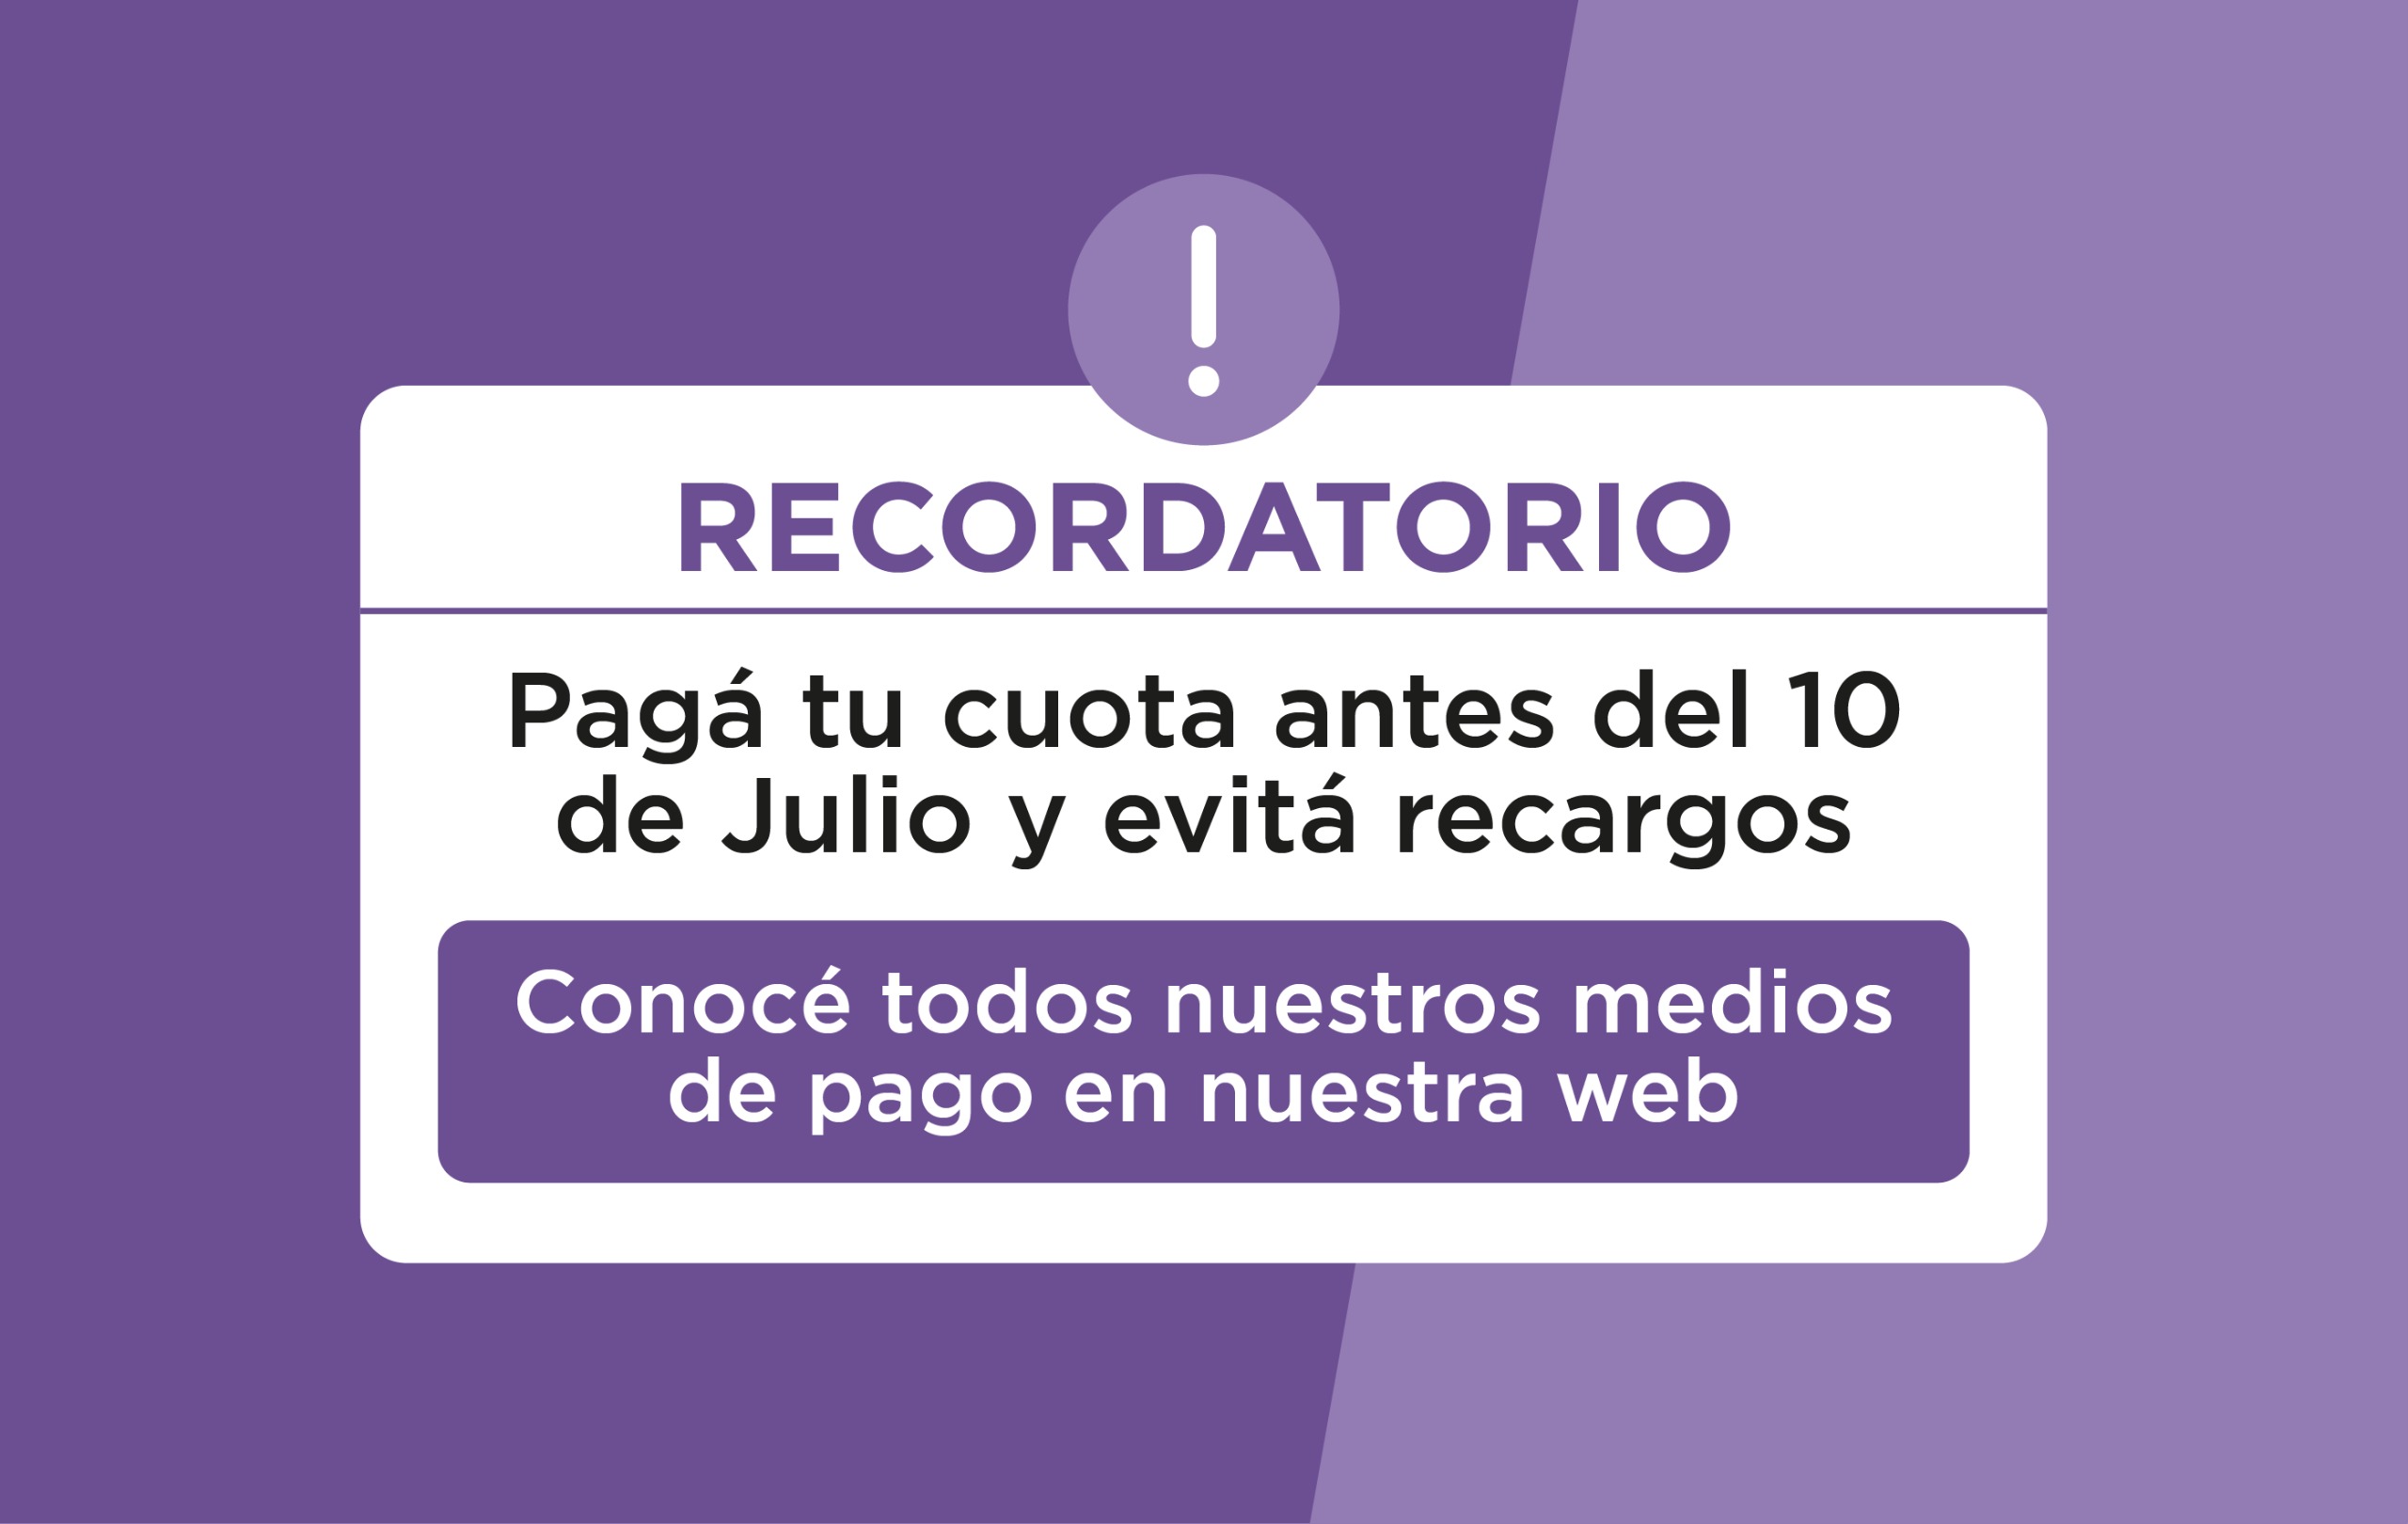 RECORDATORIO
Pagá tu cuota antes del 10
de Julio y evitá recargos
Conocé todos nuestros medios
de pago en nuestra web